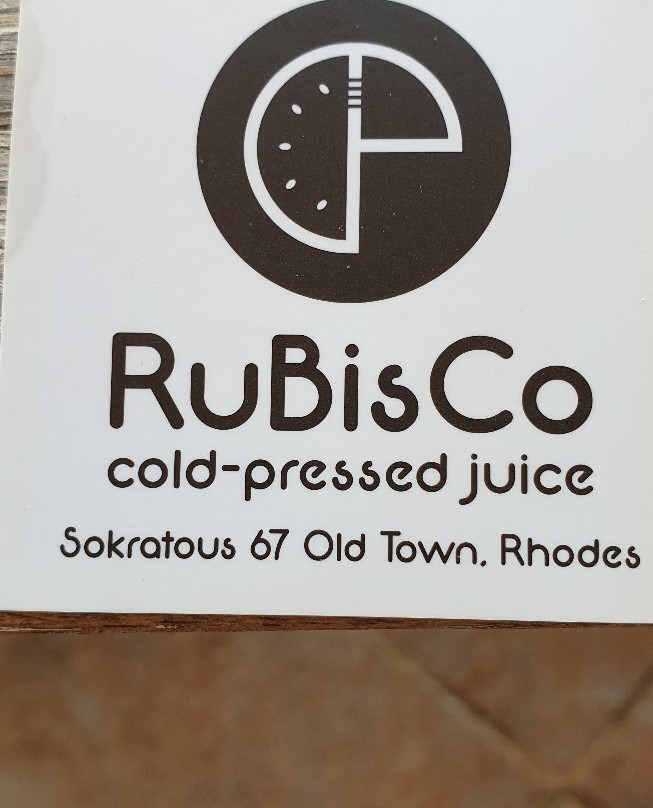 RuBisCo
cold-pressed juice
Sokratous 67 Old Town, Rhodes